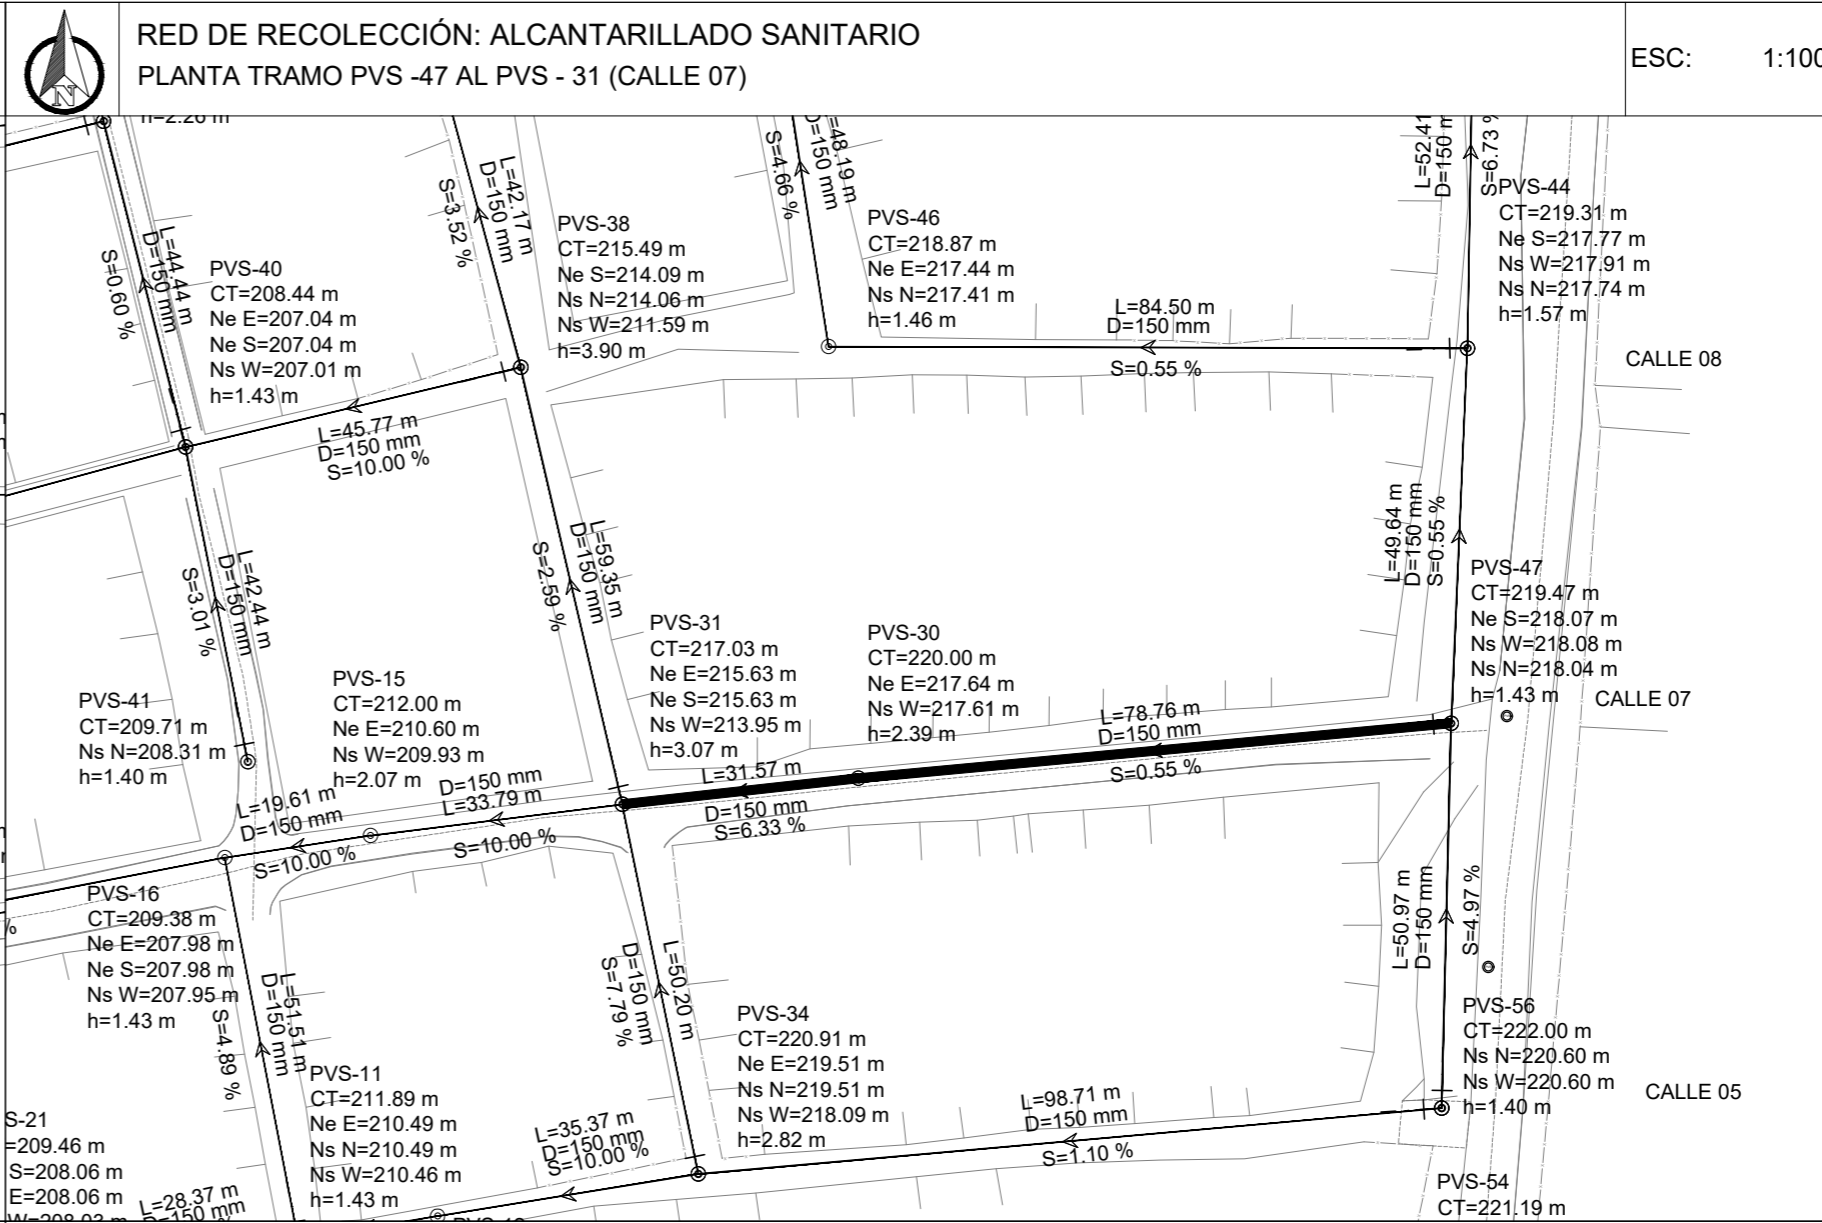 N
RED DE RECOLECCIÓN: ALCANTARILLADO SANITARIO
PLANTA TRAMO PVS -47 AL PVS - 31 (CALLE 07)
ESC: 1:100
h=2.26 m
L=44.44 m
D=150 mm
S=0.60 %
PVS-40
CT=208.44 m
Ne E=207.04 m
Ne S=207.04 m
Ns W=207.01 m
h=1.43 m
L=42.17 m
D=150 mm
S=3.52 %
PVS-38
CT=215.49 m
Ne S=214.09 m
Ns N=214.06 m
Ns W=211.59 m
h=3.90 m
L=45.77 m
D=150 mm
S=10.00 %
=48.19 m
D=150 mm
S=4.66 %
PVS-46
CT=218.87 m
Ne E=217.44 m
Ns N=217.41 m
h=1.46 m
L=84.50 m
D=150 mm
S=0.55 %
L=52.41
D=150 m
S=6.73 %
PVS-44
CT=219.31 m
Ne S=217.77 m
Ns W=217.91 m
Ns N=217.74 m
h=1.57 m
CALLE 08
L=49.64 m
D=150 mm
S=0.55 %
PVS-47
CT=219.47 m
Ne S=218.07 m
Ns W=218.08 m
Ns N=218.04 m
h=1.43 m
CALLE 07
L=59.35 m
D=150 mm
S=2.59 %
L=42.44 m
D=150 mm
S=3.01 %
PVS-31
CT=217.03 m
Ne E=215.63 m
Ne S=215.63 m
Ns W=213.95 m
h=3.07 m
PVS-30
CT=220.00 m
Ne E=217.64 m
Ns W=217.61 m
h=2.39 m
L=78.76 m
D=150 mm
S=0.55 %
L=31.57 m
D=150 mm
S=6.33 %
PVS-41
CT=209.71 m
Ns N=208.31 m
h=1.40 m
PVS-15
CT=212.00 m
Ne E=210.60 m
Ns W=209.93 m
h=2.07 m
D=150 mm
L=33.79 m
S=10.00 %
L=19.61 m
D=150 mm
S=10.00 %
PVS-16
CT=209.38 m
Ne E=207.98 m
Ne S=207.98 m
Ns W=207.95 m
h=1.43 m
%
L=51.51 m
D=150 mm
S=4.89 %
L=50.20 m
D=150 mm
S=7.79 %
L=50.97 m
D=150 mm
S=4.97 %
PVS-11
CT=211.89 m
Ne E=210.49 m
Ns N=210.49 m
Ns W=210.46 m
h=1.43 m
PVS-34
CT=220.91 m
Ne E=219.51 m
Ns N=219.51 m
Ns W=218.09 m
h=2.82 m
PVS-56
CT=222.00 m
Ns N=220.60 m
Ns W=220.60 m
h=1.40 m
CALLE 05
L=35.37 m
D=150 mm
S=10.00 %
L=98.71 m
D=150 mm
S=1.10 %
S-21
=209.46 m
S=208.06 m
E=208.06 m
L=28.37 m
D=150 mm
PVS-54
CT=221.19 m